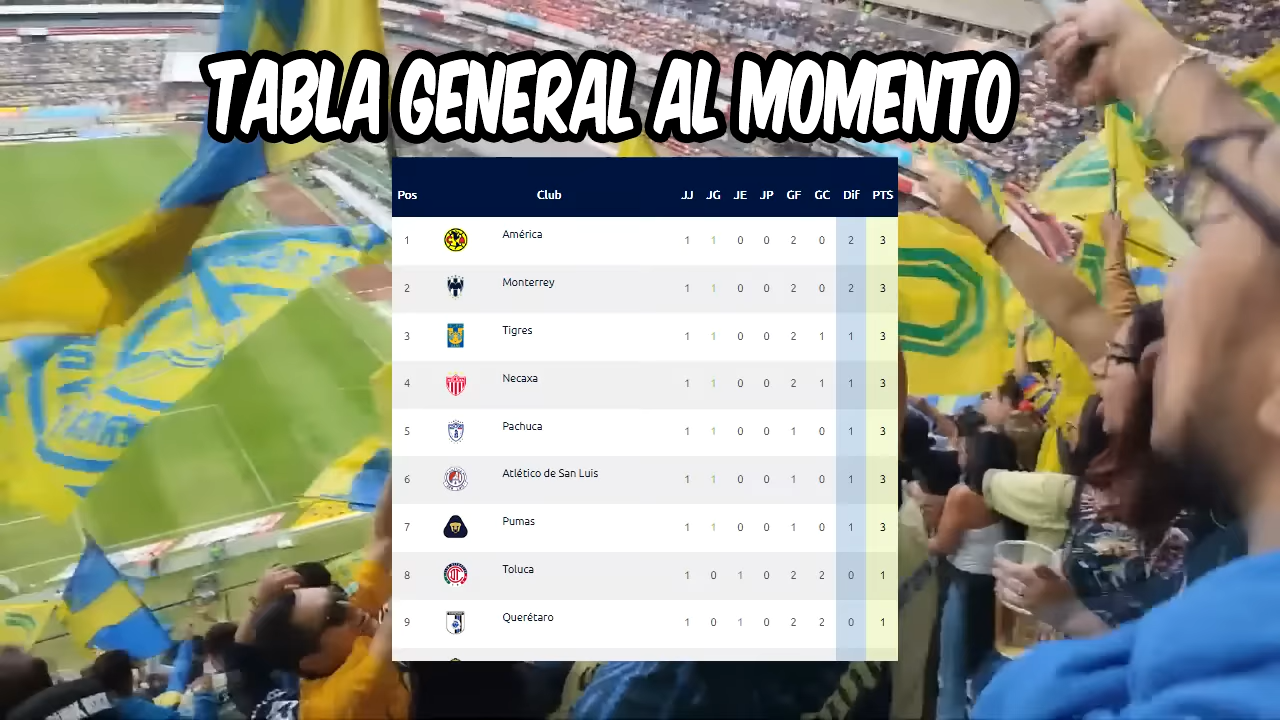 TABLA GENERAL AL MOMENTO
Pos Club JJ JG JE JP GF GC Dif PTS
1 América 1 1 0 0 2 0 2 3
2 Monterrey 1 1 0 0 2 0 2 3
3 Tigres 1 1 0 0 2 1 1 3
4 Necaxa 1 1 0 0 2 1 1 3
5 Pachuca 1 1 0 0 1 0 1 3
6 Atlético de San Luis 1 1 0 0 1 0 1 3
7 Pumas 1 1 0 0 1 0 1 3
8 Toluca 1 0 1 0 2 2 0 1
9 Querétaro 1 0 1 0 2 2 0 1